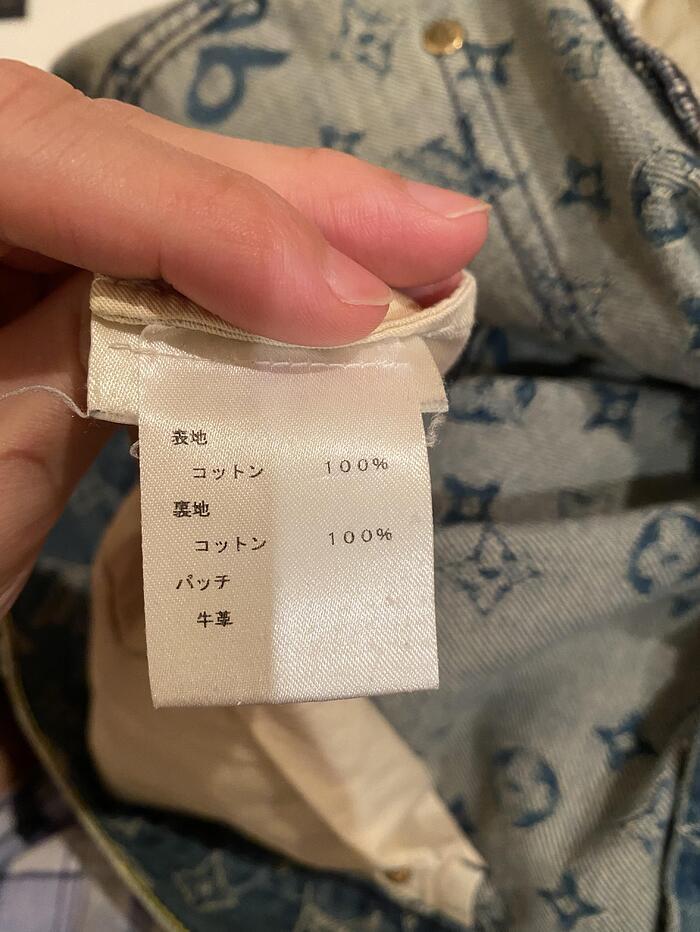 表地
コットン 100%
裏地
コットン 100%
パッチ
牛革